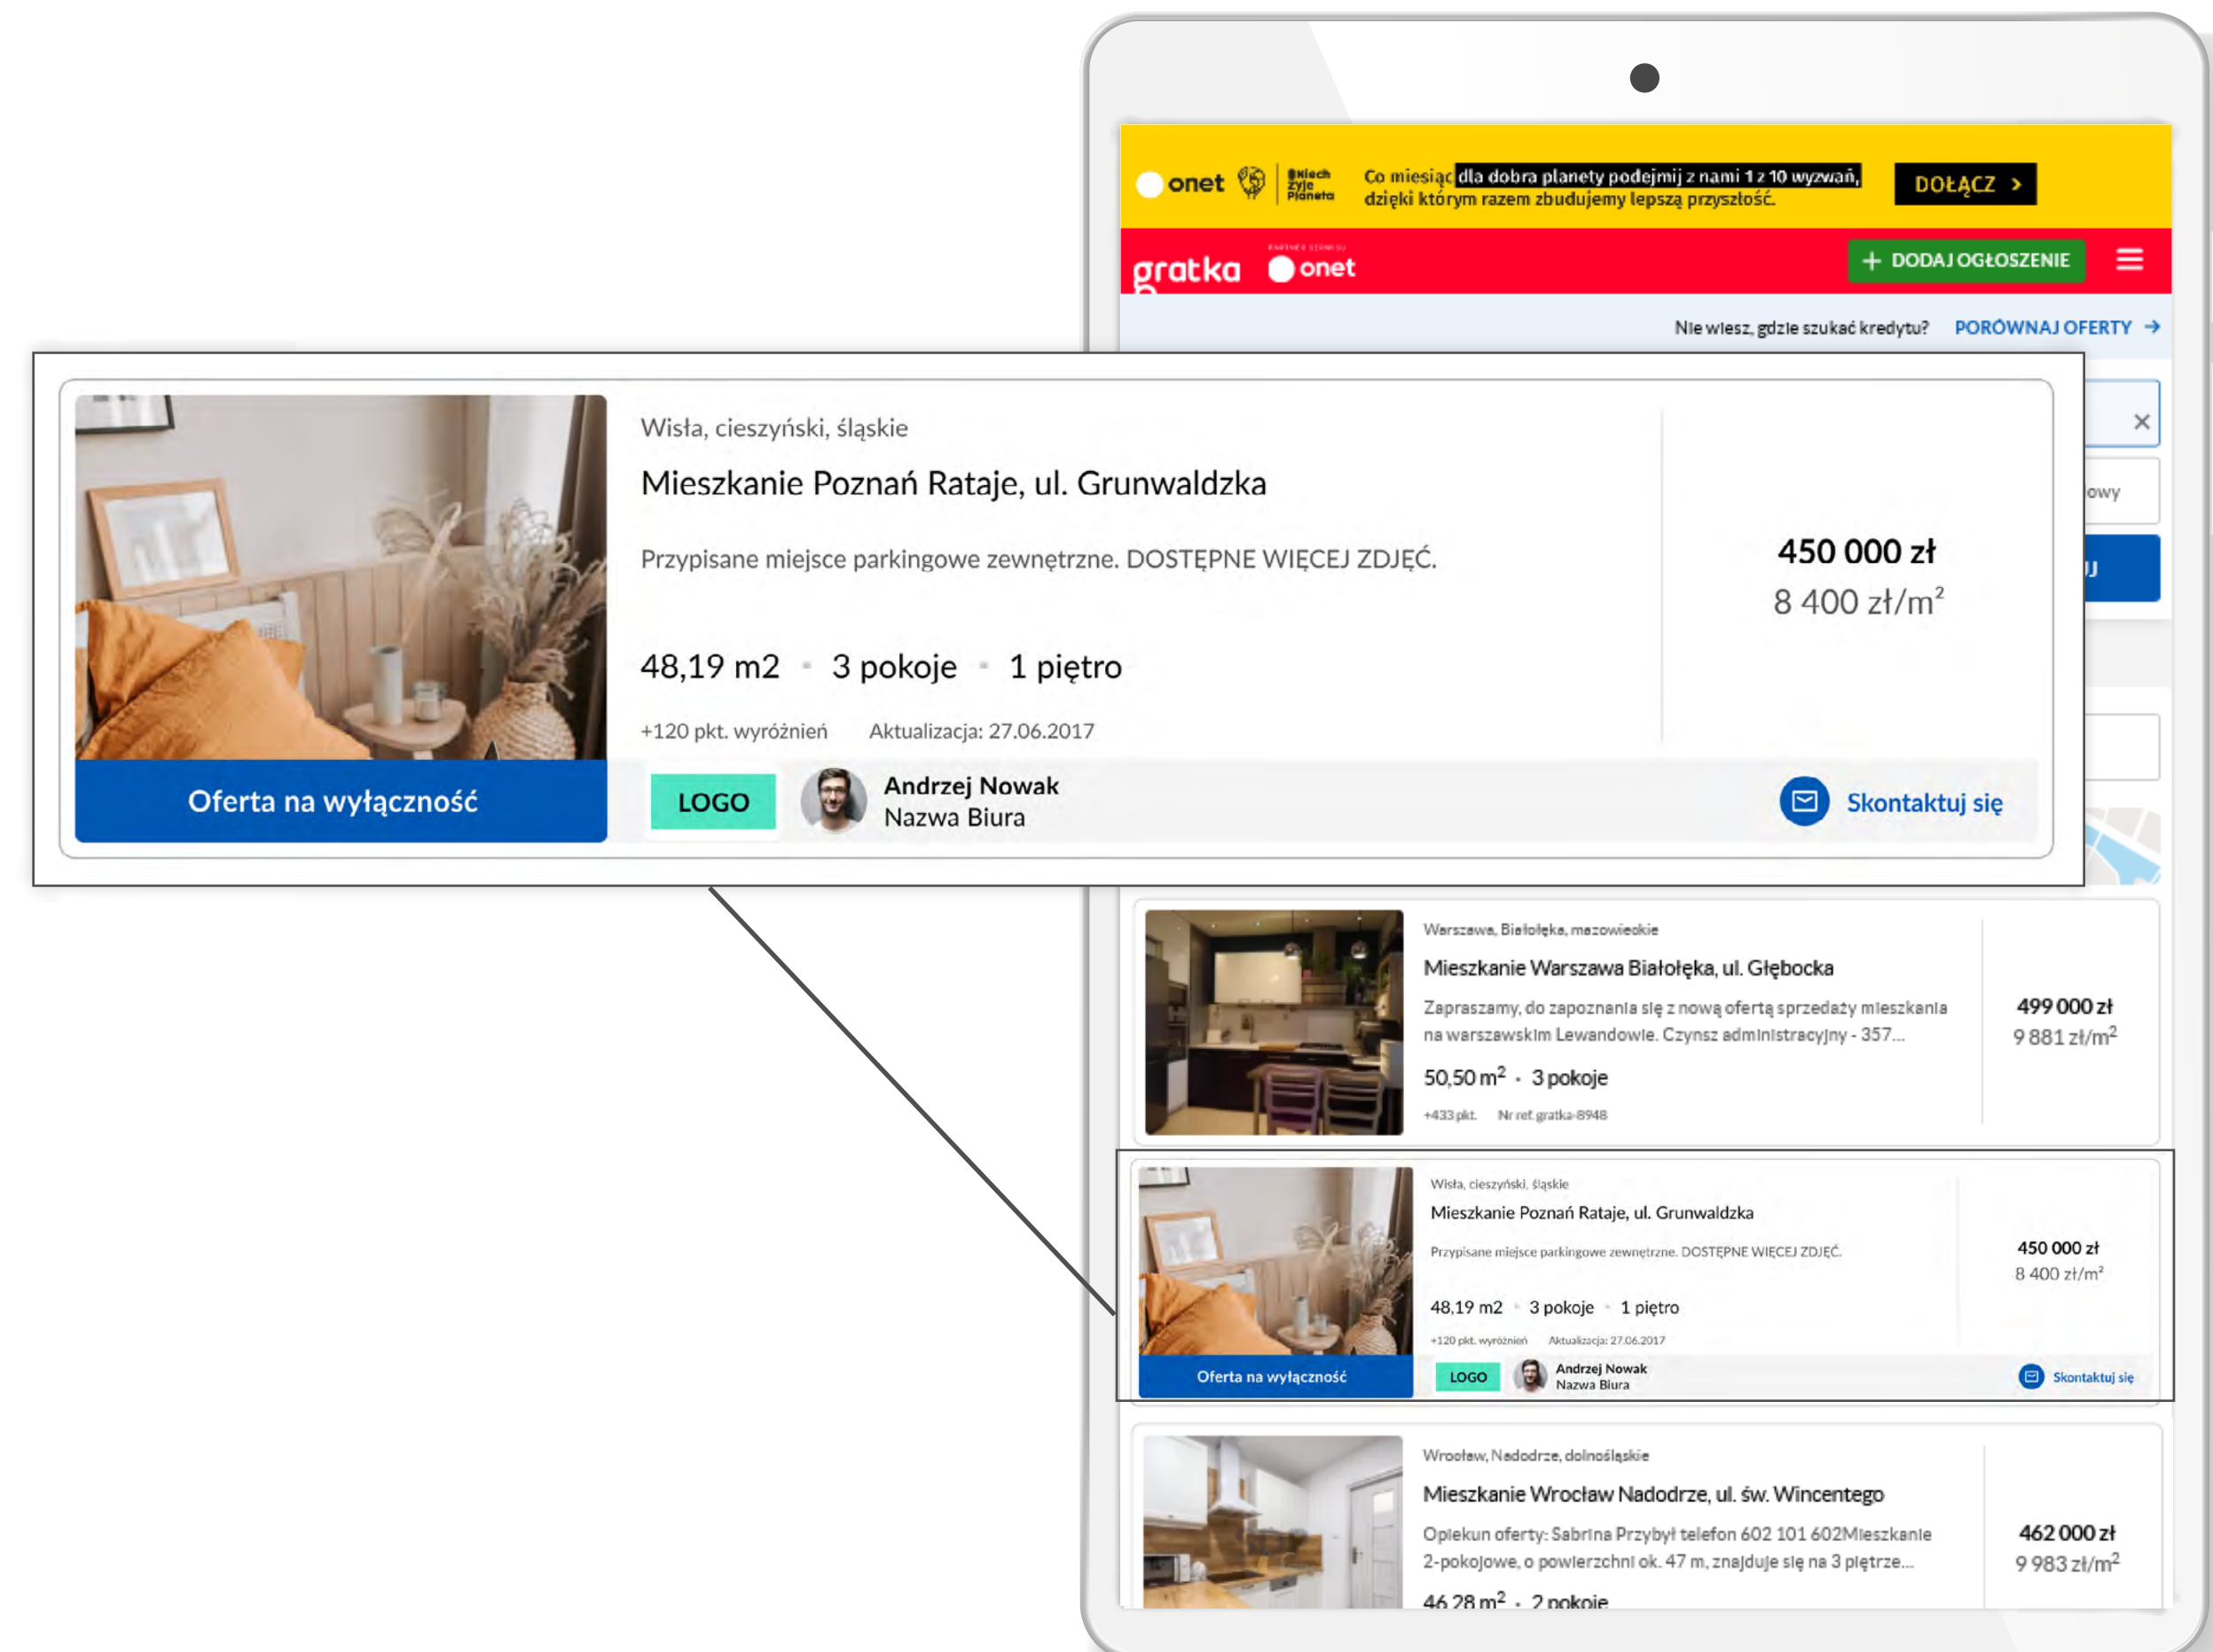 onet
#Niech
Żyje
Planeta
Co miesiąc dla dobra planety podejmij z nami 1 z 10 wyzwań,
dzięki którym razem zbudujemy lepszą przyszłość.
DOŁĄCZ >
gratka
PARTNER SERWISU
onet
+ DODAJ OGŁOSZENIE
Nie wiesz, gdzie szukać kredytu? PORÓWNAJ OFERTY →
owy
Wisła, cieszyński, śląskie
Mieszkanie Poznań Rataje, ul. Grunwaldzka
Przypisane miejsce parkingowe zewnętrzne. DOSTĘPNE WIĘCEJ ZDJĘĆ.
450 000 zł
8 400 zł/m²
48,19 m2 3 pokoje 1 piętro
+120 pkt. wyróżnień Aktualizacja: 27.06.2017
Oferta na wyłączność
LOGO
Andrzej Nowak
Nazwa Biura
Skontaktuj się
Warszawa, Białołęka, mazowieckie
Mieszkanie Warszawa Białołęka, ul. Głębocka
Zapraszamy, do zapoznania się z nową ofertą sprzedaży mieszkania
na warszawskim Lewandowie. Czynsz administracyjny - 357...
499 000 zł
9 881 zł/m²
50,50 m² • 3 pokoje
+433 pkt. Nr ref. gratka-8948
Wisła, cieszyński, śląskie
Mieszkanie Poznań Rataje, ul. Grunwaldzka
Przypisane miejsce parkingowe zewnętrzne. DOSTĘPNE WIĘCEJ ZDJĘĆ.
450 000 zł
8 400 zł/m²
48,19 m2 3 pokoje 1 piętro
+120 pkt. wyróżnień Aktualizacja: 27.06.2017
Oferta na wyłączność
LOGO
Andrzej Nowak
Nazwa Biura
Skontaktuj się
Wrocław, Nadodrze, dolnośląskie
Mieszkanie Wrocław Nadodrze, ul. św. Wincentego
Opiekun oferty: Sabrina Przybył telefon 602 101 602Mieszkanie
2-pokojowe, o powierzchni ok. 47 m, znajduje się na 3 piętrze...
462 000 zł
9 983 zł/m²
46,28 m² • 2 pokoje